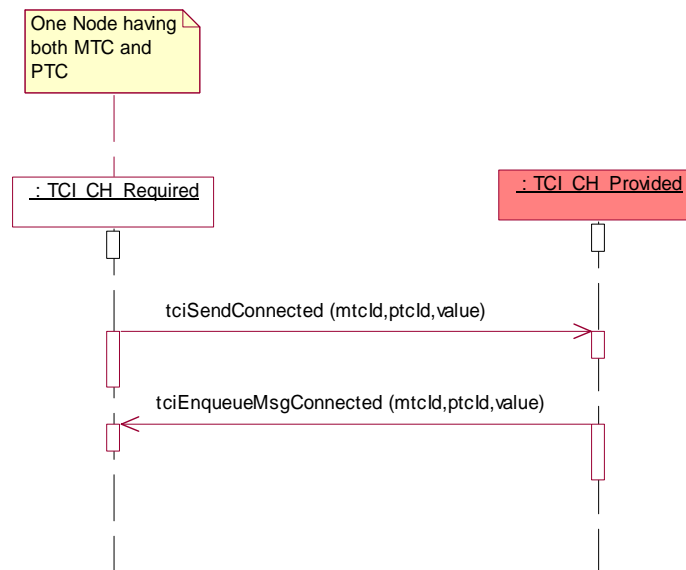 One Node having
both MTC and
PTC
: TCI_CH_Required
: TCI_CH_Provided
tciSendConnected (mtcId,ptcId,value)
tciEnqueueMsgConnected (mtcId,ptcId,value)